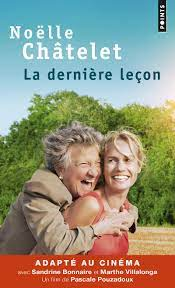 POINTS
Noëlle
Châtelet
La dernière leçon
ADAPTÉ AU CINÉMA
avec Sandrine Bonnaire et Marthe Villalonga
Un film de Pascale Pouzadoux